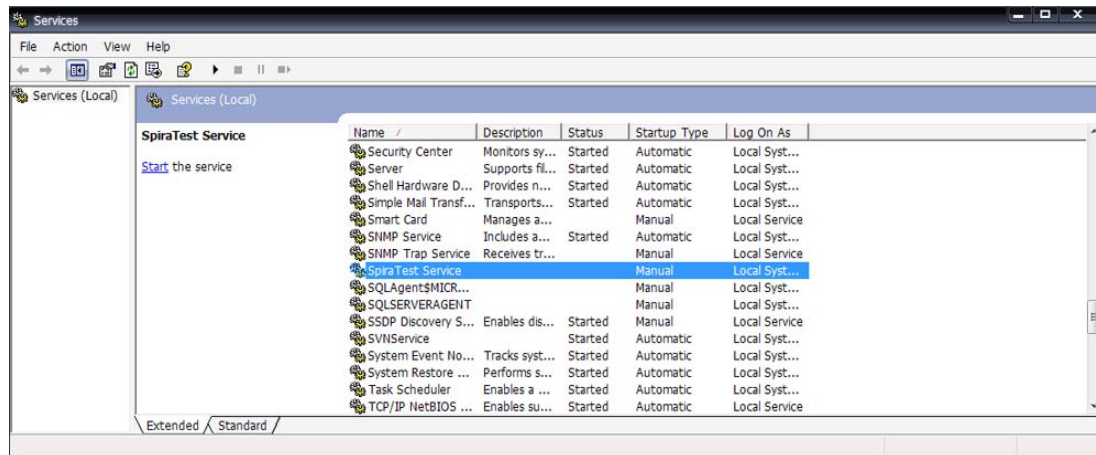 Services
File Action View Help
Services (Local)
Services (Local)
SpiraTest Service
Start the service
Name Description Status Startup Type Log On As
Security Center Monitors sy... Started Automatic Local Syst...
Server Supports fil... Started Automatic Local Syst...
Shell Hardware D... Provides n... Started Automatic Local Syst...
Simple Mail Transf... Transports... Started Automatic Local Syst...
Smart Card Manages a... Manual Local Service
SNMP Service Includes a... Started Automatic Local Syst...
SNMP Trap Service Receives tr... Manual Local Service
SpiraTest Service Manual Local Syst...
SQLAgent$MICR... Manual Local Syst...
SQLSERVERAGENT Manual Local Syst...
SSDP Discovery S... Enables dis... Started Manual Local Service
SVNService Started Automatic Local Syst...
System Event No... Tracks syst... Started Automatic Local Syst...
System Restore ... Performs s... Started Automatic Local Syst...
Task Scheduler Enables a ... Started Automatic Local Syst...
TCP/IP NetBIOS ... Enables su... Started Automatic Local Service
Extended Standard